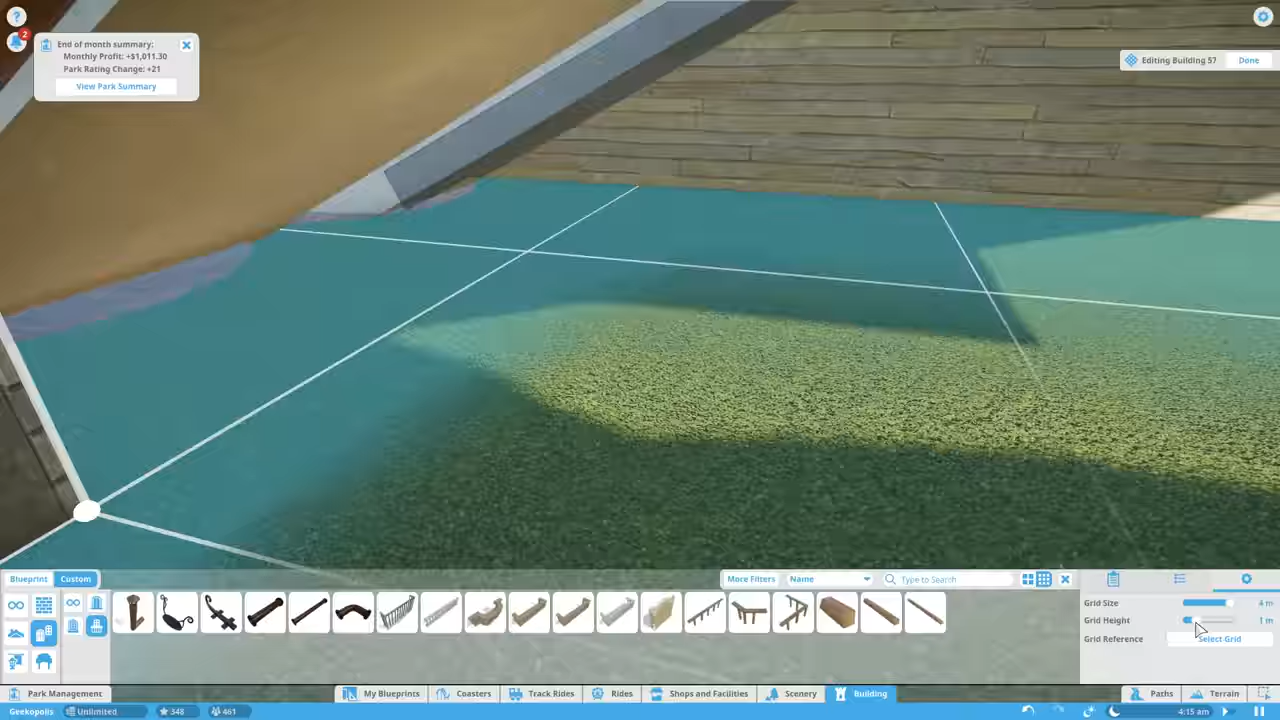 ?
2
End of month summary:
Monthly Profit: +$1,011.30
Park Rating Change: +21
View Park Summary
Editing Building 57
Done
Blueprint
Custom
More Filters
Name
Type to Search
Grid Size
4 m
Grid Height
1 m
Grid Reference
Select Grid
Park Management
My Blueprints
Coasters
Track Rides
Rides
Shops and Facilities
Scenery
Building
Paths
Terrain
Geekopolis
Unlimited
348
461
4:15 am